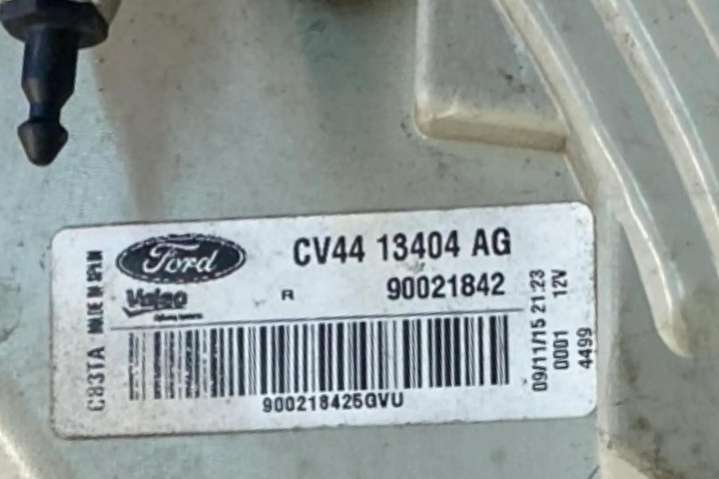 Ford
CV44 13404 AG
Valeo
R
90021842
900218425GVU
C83TA MADE IN SPAIN
09/11/15 21:23
0001 12V
4499